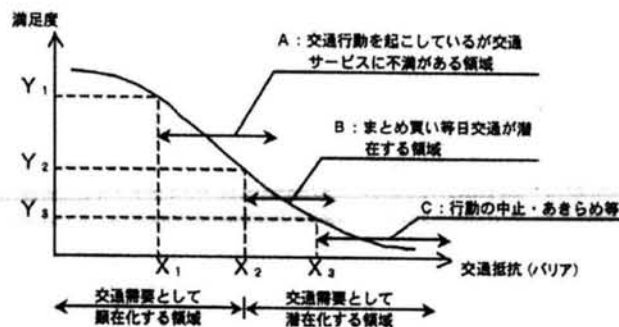 満足度
A：交通行動を起こしているが交通
サービスに不満がある領域
Y₁
B：まとめ買い等日交通が潜
在する領域
Y₂
C：行動の中止・あきらめ等
Y₃
X₁
X₂
X₃
交通抵抗（バリア）
交通需要として
顕在化する領域
交通需要として
潜在化する領域